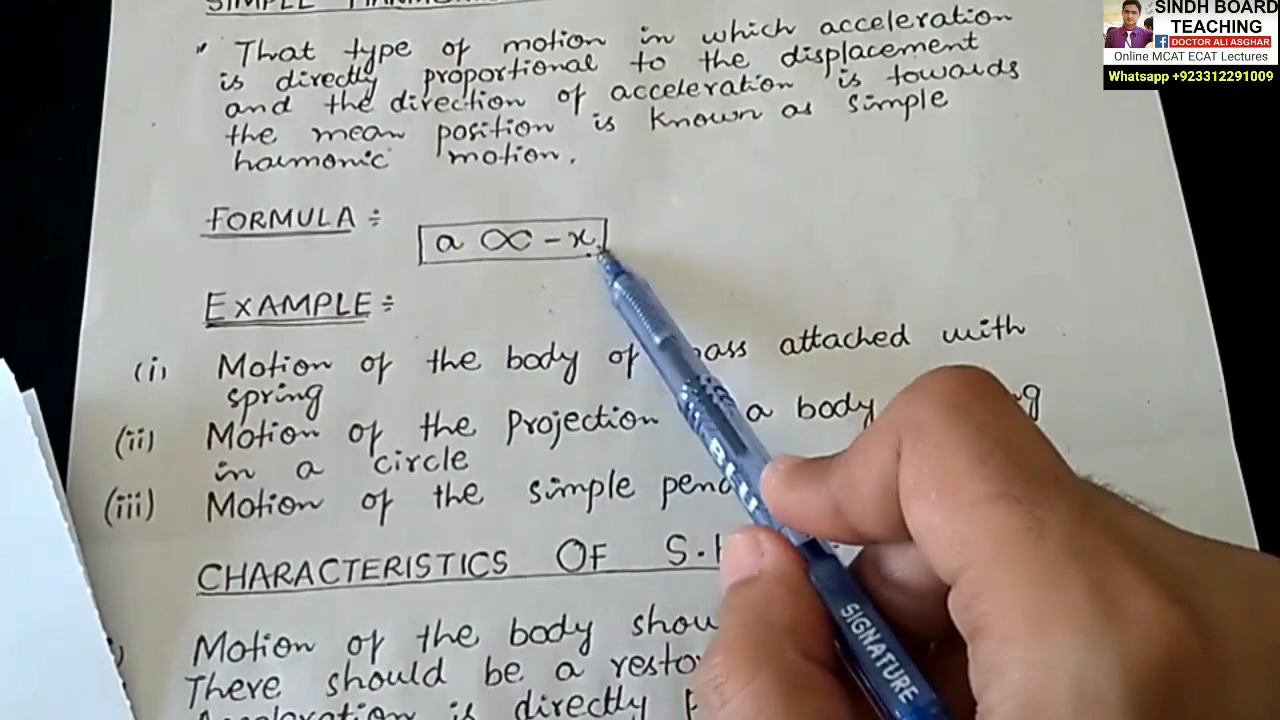 SIMPLE HARMONIC
" That type of motion in which acceleration
is directly proportional to the displacement
and the direction of acceleration is towards
the mean position is known as simple
harmonic motion.
FORMULA :
a ∝ - x
EXAMPLE :
(i) Motion of the body of mass attached with
spring
(ii) Motion of the Projection a body
in a circle
(iii) Motion of the simple
CHARACTERISTICS OF S.
Motion of the body
There should be a
Acceleration is directly
SIGNATURE
SINDH BOARD
TEACHING
DOCTOR ALI ASGHAR
Online MCAT ECAT Lectures
Whatsapp +923312291009